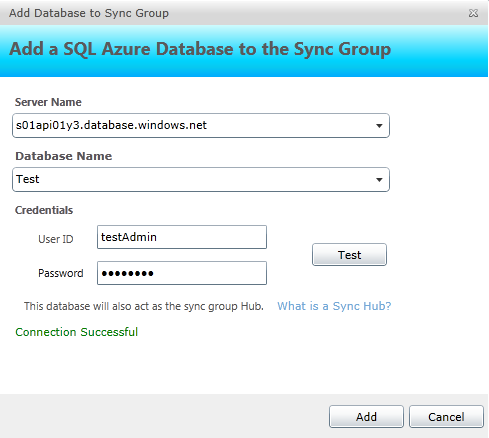 Add Database to Sync Group
Add a SQL Azure Database to the Sync Group
Server Name
s01api01y3.database.windows.net
Database Name
Test
Credentials
User ID
testAdmin
Test
Password
●●●●●●●●
This database will also act as the sync group Hub. What is a Sync Hub?
Connection Successful
Add
Cancel